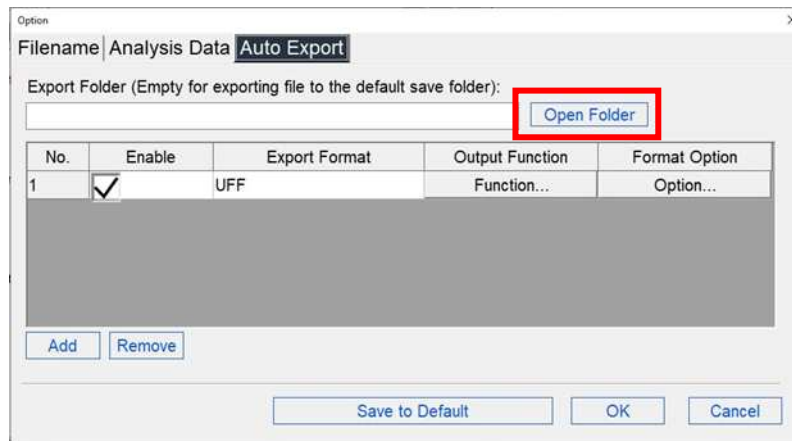 Option
Filename Analysis Data Auto Export
Export Folder (Empty for exporting file to the default save folder):
Open Folder
No. Enable Export Format Output Function Format Option
1 UFF Function... Option...
Add Remove
Save to Default OK Cancel